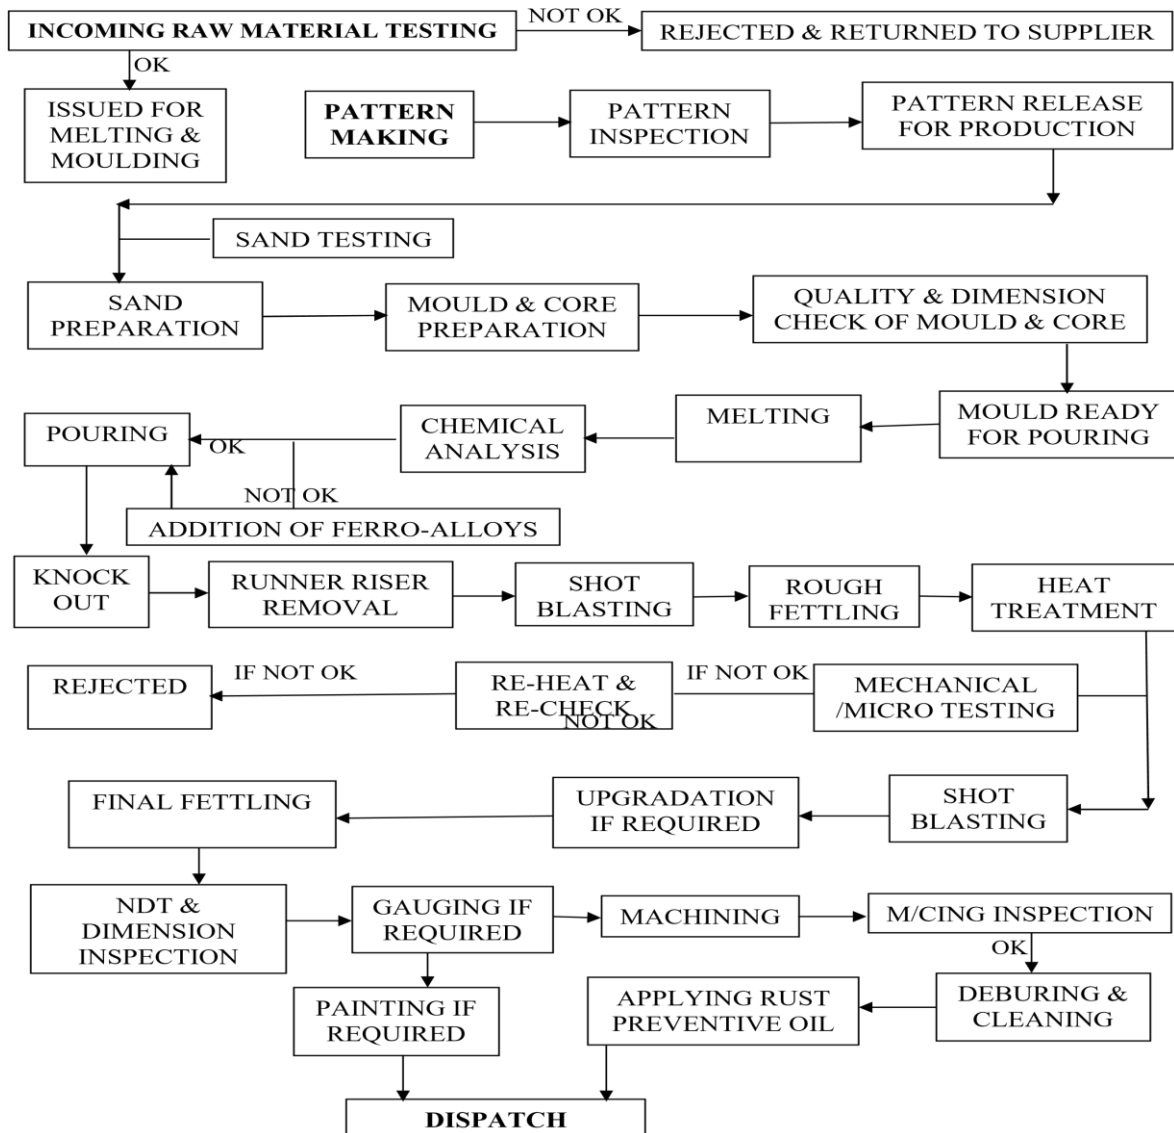 NOT OK
INCOMING RAW MATERIAL TESTING
REJECTED & RETURNED TO SUPPLIER
OK
ISSUED FOR
MELTING &
MOULDING
PATTERN
MAKING
PATTERN
INSPECTION
PATTERN RELEASE
FOR PRODUCTION
SAND TESTING
SAND
PREPARATION
MOULD & CORE
PREPARATION
QUALITY & DIMENSION
CHECK OF MOULD & CORE
MOULD READY
FOR POURING
MELTING
CHEMICAL
ANALYSIS
OK
POURING
NOT OK
ADDITION OF FERRO-ALLOYS
KNOCK
OUT
RUNNER RISER
REMOVAL
SHOT
BLASTING
ROUGH
FETTLING
HEAT
TREATMENT
MECHANICAL
/MICRO TESTING
IF NOT OK
RE-HEAT &
RE-CHECK
NOT OK
IF NOT OK
REJECTED
SHOT
BLASTING
UPGRADATION
IF REQUIRED
FINAL FETTLING
NDT &
DIMENSION
INSPECTION
GAUGING IF
REQUIRED
MACHINING
M/CING INSPECTION
OK
DEBURING &
CLEANING
APPLYING RUST
PREVENTIVE OIL
PAINTING IF
REQUIRED
DISPATCH